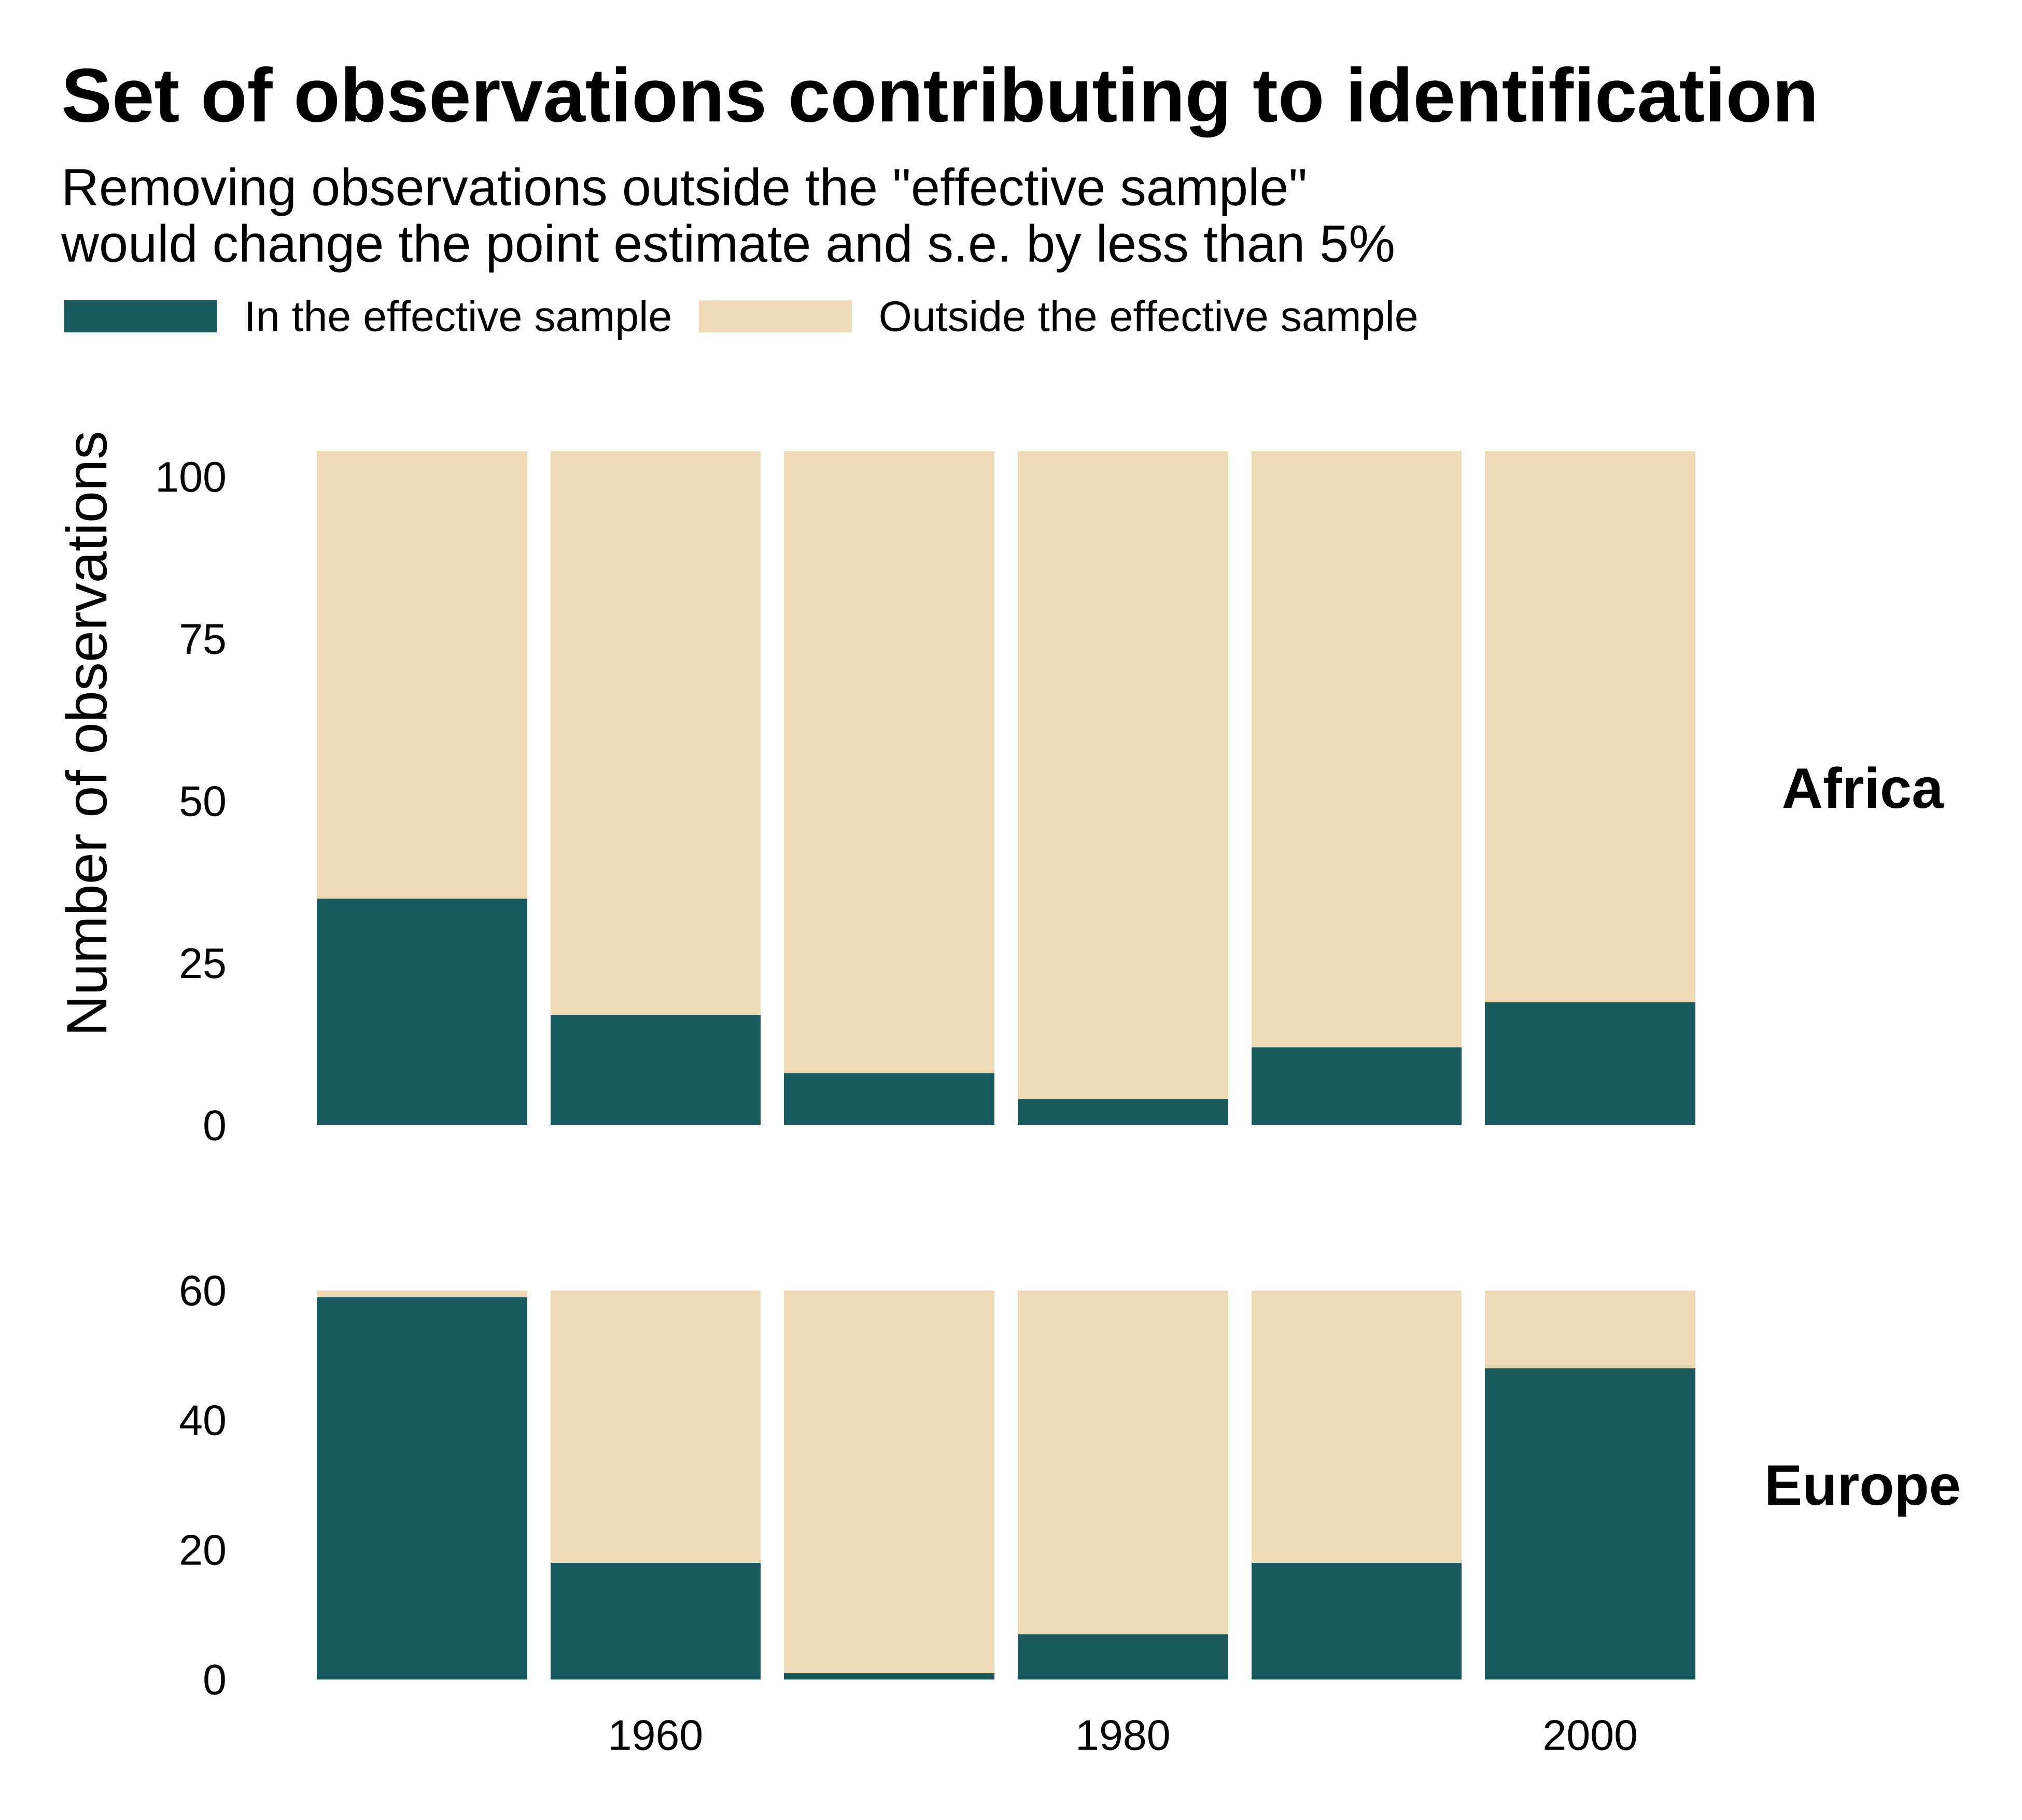 Set of observations contributing to identification
Removing observations outside the "effective sample"
would change the point estimate and s.e. by less than 5%
In the effective sample
Outside the effective sample
Number of observations
100
75
50
25
0
Africa
60
40
20
0
Europe
1960
1980
2000